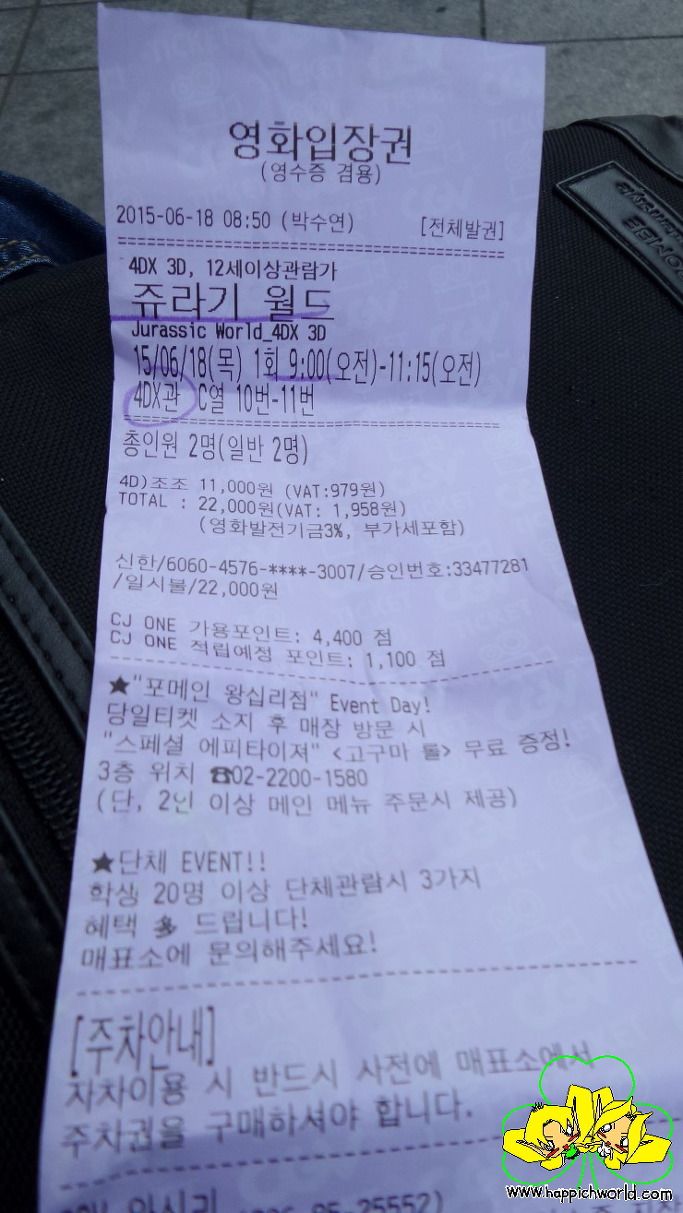 영화입장권
(영수증 겸용)
2015-06-18 08:50 (박수연) [전체발권]
4DX 3D, 12세이상관람가
쥬라기 월드
Jurassic World_4DX 3D
15/06/18(목) 1회 9:00(오전)-11:15(오전)
4DX관 C열 10번-11번
총인원 2명(일반 2명)
4D)조조 11,000원 (VAT:979원)
TOTAL : 22,000원(VAT: 1,958원)
(영화발전기금3%, 부가세포함)
신한/6060-4576-****-3007/승인번호:33477281
/일시불/22,000원
CJ ONE 가용포인트: 4,400 점
CJ ONE 적립예정 포인트: 1,100 점
★"포메인 왕십리점" Event Day!
당일티켓 소지 후 매장 방문 시
"스페셜 에피타이져" <고구마 롤> 무료 증정!
3층 위치 ☎02-2200-1580
(단, 2인 이상 메인 메뉴 주문시 제공)
★단체 EVENT!!
학생 20명 이상 단체관람시 3가지
혜택 多 드립니다!
매표소에 문의해주세요!
[주차안내]
자차이용 시 반드시 사전에 매표소에서
주차권을 구매하셔야 합니다.
www.happichworld.com